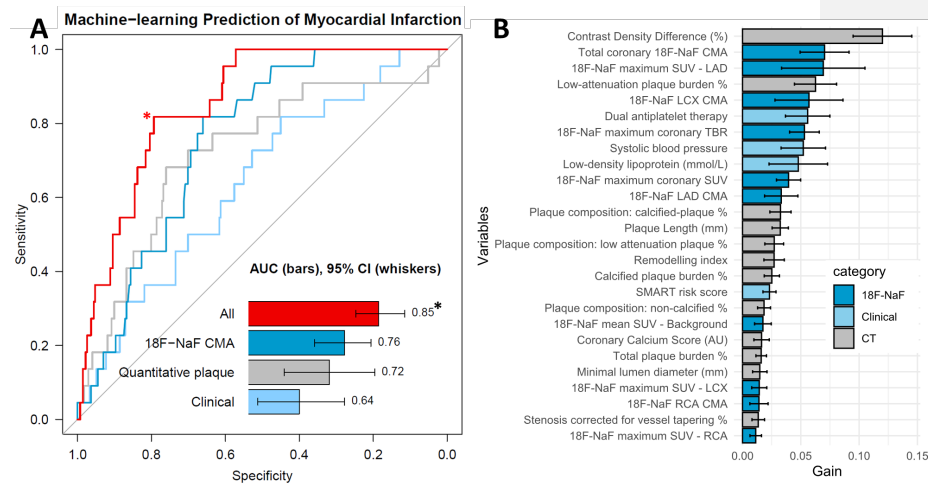 A
Machine−learning Prediction of Myocardial Infarction
Sensitivity
1.0
0.8
0.6
0.4
0.2
0.0
*
AUC (bars), 95% CI (whiskers)
All
0.85*
18F−NaF CMA
0.76
Quantitative plaque
0.72
Clinical
0.64
1.0 0.8 0.6 0.4 0.2 0.0
Specificity
B
Variables
Contrast Density Difference (%)
Total coronary 18F-NaF CMA
18F-NaF maximum SUV - LAD
Low-attenuation plaque burden %
18F-NaF LCX CMA
Dual antiplatelet therapy
18F-NaF maximum coronary TBR
Systolic blood pressure
Low-density lipoprotein (mmol/L)
18F-NaF maximum coronary SUV
18F-NaF LAD CMA
Plaque composition: calcified-plaque %
Plaque Length (mm)
Plaque composition: low attenuation plaque %
Remodelling index
Calcified plaque burden %
SMART risk score
Plaque composition: non-calcified %
18F-NaF mean SUV - Background
Coronary Calcium Score (AU)
Total plaque burden %
Minimal lumen diameter (mm)
18F-NaF maximum SUV - LCX
18F-NaF RCA CMA
Stenosis corrected for vessel tapering %
18F-NaF maximum SUV - RCA
category
18F-NaF
Clinical
CT
0.00 0.05 0.10 0.15
Gain